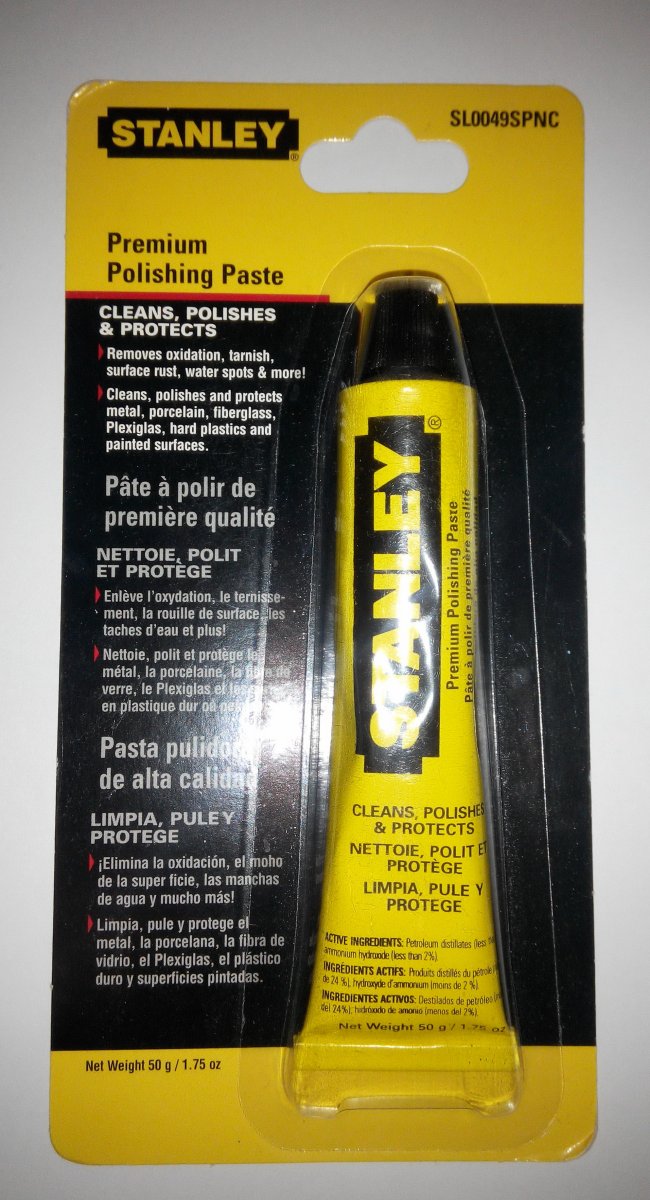 STANLEY®
SL0049SPNC
Premium
Polishing Paste
CLEANS, POLISHES
& PROTECTS
Removes oxidation, tarnish,
surface rust, water spots & more!
Cleans, polishes and protects
metal, porcelain, fiberglass,
Plexiglas, hard plastics and
painted surfaces.
Pâte à polir de
première qualité
NETTOIE, POLIT
ET PROTÈGE
Enlève l'oxydation, le ternisse-
ment, la rouille de surface, les
taches d'eau et plus!
Nettoie, polit et protège le
métal, la porcelaine, la fibre de
verre, le Plexiglas et les
en plastique dur ou
Pasta
de alta
LIMPIA, PULE Y
PROTEGE
¡Elimina la oxidación, el moho
de la super ficie, las manchas
de agua y mucho más!
Limpia, pule y protege el
metal, la porcelana, la fibra de
vidrio, el Plexiglas, el plástico
duro y superficies pintadas.
Net Weight 50 g / 1.75 oz
STANLEY®
Premium Polishing Paste
Pâte à polir de première qualité
CLEANS, POLISHES
& PROTECTS
NETTOIE, POLIT ET
PROTÈGE
LIMPIA, PULE Y
PROTEGE
ACTIVE INGREDIENTS: Petroleum distillates (less
ammonium hydroxide (less than 2%).
INGRÉDIENTS ACTIFS: Produits distillés du pétrole
de 24 %), hydroxyde d'ammonium (moins de 2 %).
INGREDIENTES ACTIVOS: Destilados de petróleo
del 24%); hidróxido de amonio (menos del 2%).
Net Weight 50 g / 1.75 oz